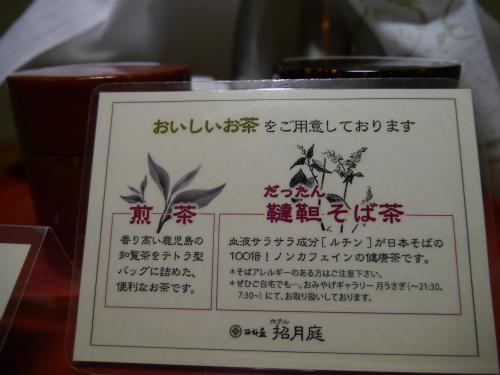 おいしいお茶をご用意しております
煎茶
香り高い鹿児島の
知覧茶をテトラ型
バッグに詰めた、
便利なお茶です。
だったん
韃靼そば茶
血液サラサラ成分[ルチン]が日本そばの
100倍!ノンカフェインの健康茶です。
*そばアレルギーのある方はご注意下さい。
*ぜひご自宅でも…。おみやげギャラリー 月うさぎ(〜21:30、
7:30〜)にて、お取り扱いしております。
ホテル
招月庭